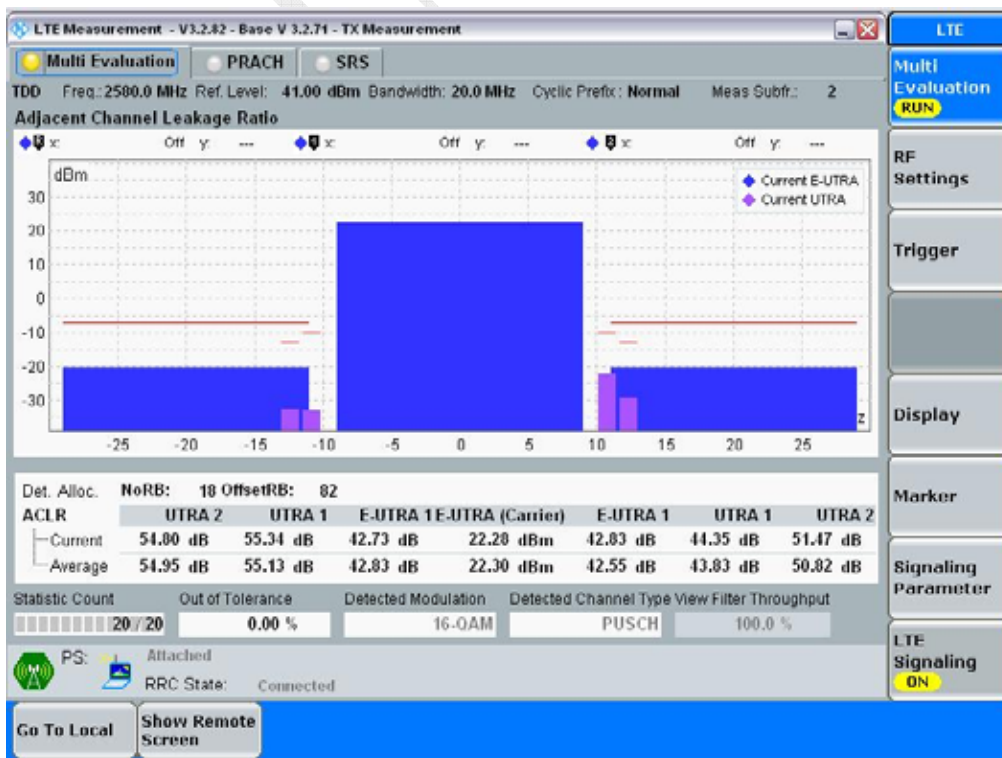 LTE Measurement - V3.2.82 - Base V 3.2.71 - TX Measurement
LTE
Multi Evaluation PRACH SRS
Multi
Evaluation
RUN
TDD Freq.: 2580.0 MHz Ref. Level: 41.00 dBm Bandwidth: 20.0 MHz Cyclic Prefix: Normal Meas Subfr.: 2
Adjacent Channel Leakage Ratio
x: Off y: --- x: Off y: --- x: Off y: ---
dBm
Current E-UTRA
Current UTRA
30
20
10
0
-10
-20
-30
z
-25 -20 -15 -10 -5 0 5 10 15 20 25
RF
Settings
Trigger
Display
Marker
Signaling
Parameter
LTE
Signaling
ON
Det. Alloc. NoRB: 18 OffsetRB: 82
ACLR UTRA 2 UTRA 1 E-UTRA 1 E-UTRA (Carrier) E-UTRA 1 UTRA 1 UTRA 2
Current 54.80 dB 55.34 dB 42.73 dB 22.28 dBm 42.83 dB 44.35 dB 51.47 dB
Average 54.95 dB 55.13 dB 42.83 dB 22.30 dBm 42.55 dB 43.83 dB 50.82 dB
Statistic Count Out of Tolerance Detected Modulation Detected Channel Type View Filter Throughput
20 / 20 0.00 % 16-QAM PUSCH 100.0 %
PS: Attached
RRC State: Connected
Go To Local
Show Remote
Screen